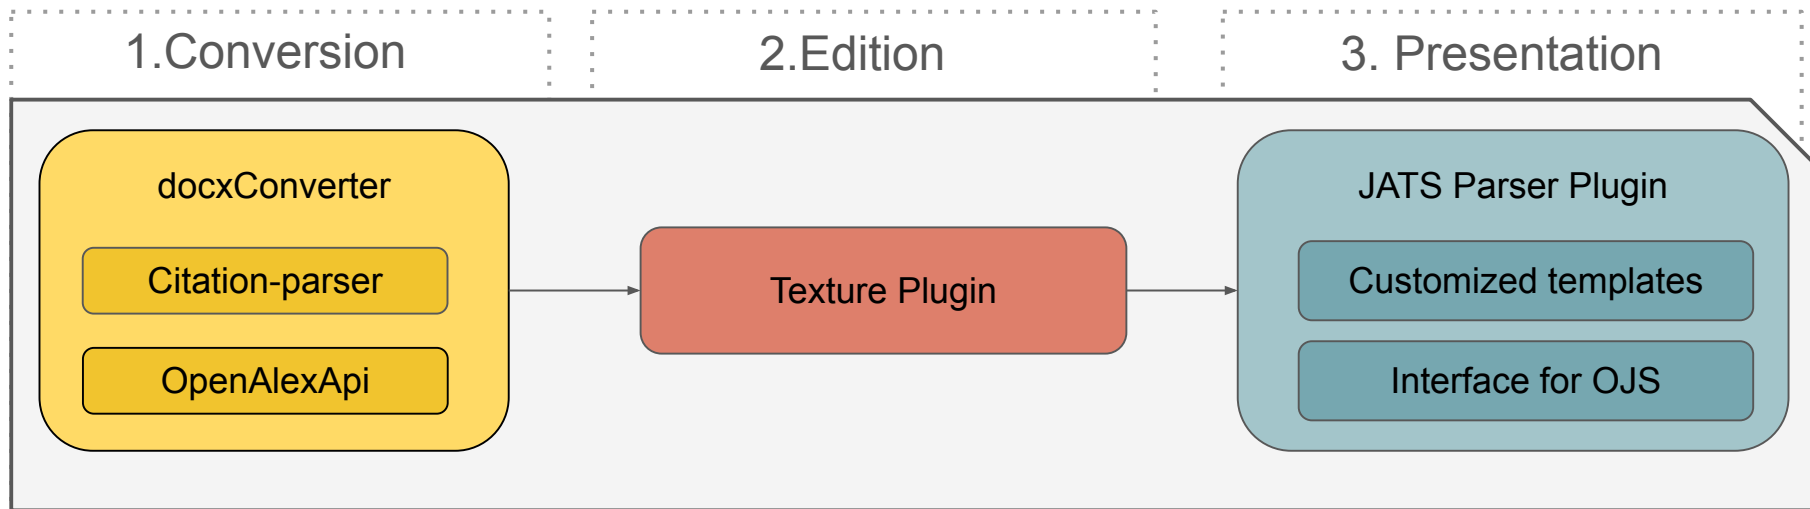 1.Conversion
2.Edition
3. Presentation
docxConverter
Citation-parser
OpenAlexApi
Texture Plugin
JATS Parser Plugin
Customized templates
Interface for OJS